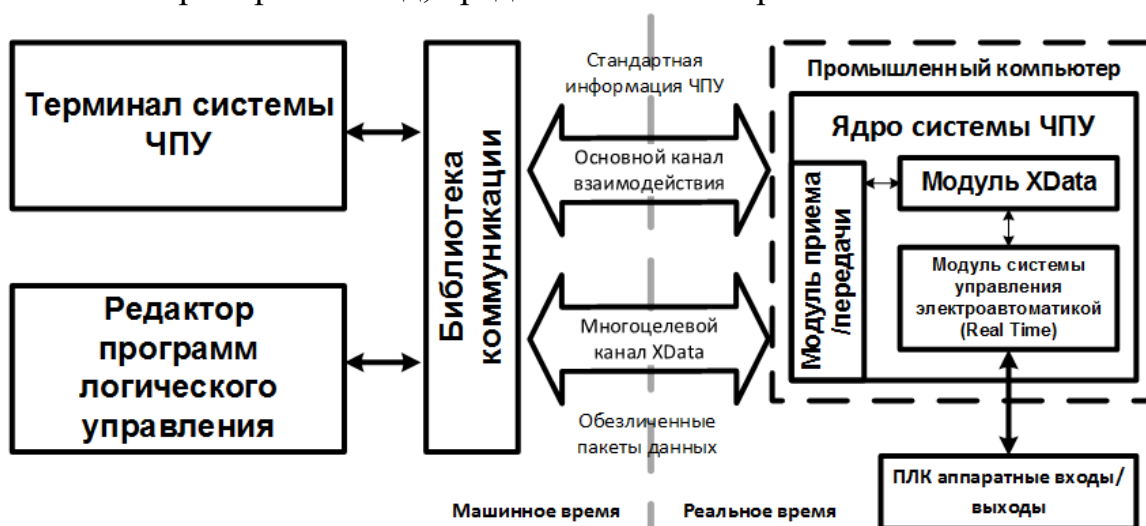 Терминал системы
ЧПУ
Редактор
программ
логического
управления
Библиотека
коммуникации
Стандартная
информация ЧПУ
Основной канал
взаимодействия
Многоцелевой
канал XData
Обезличенные
пакеты данных
Машинное время
Реальное время
Промышленный компьютер
Ядро системы ЧПУ
Модуль приема
/передачи
Модуль XData
Модуль системы
управления
электроавтоматикой
(Real Time)
ПЛК аппаратные входы/
выходы